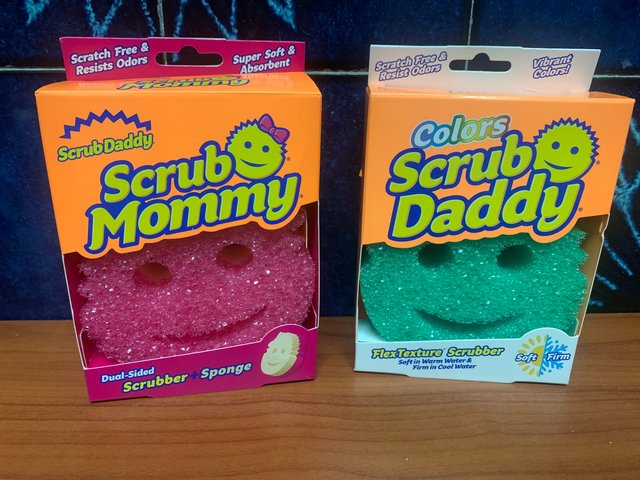 Scratch Free &
Resists Odors
Super Soft &
Absorbent
Mommy
ScrubDaddy
Scrub
Mommy
Dual-Sided
Scrubber + Sponge
Scratch Free &
Resist Odors
Vibrant
Colors!
Colors
Scrub
Daddy
FlexTexture Scrubber
Soft in Warm Water &
Firm in Cool Water
Soft Firm